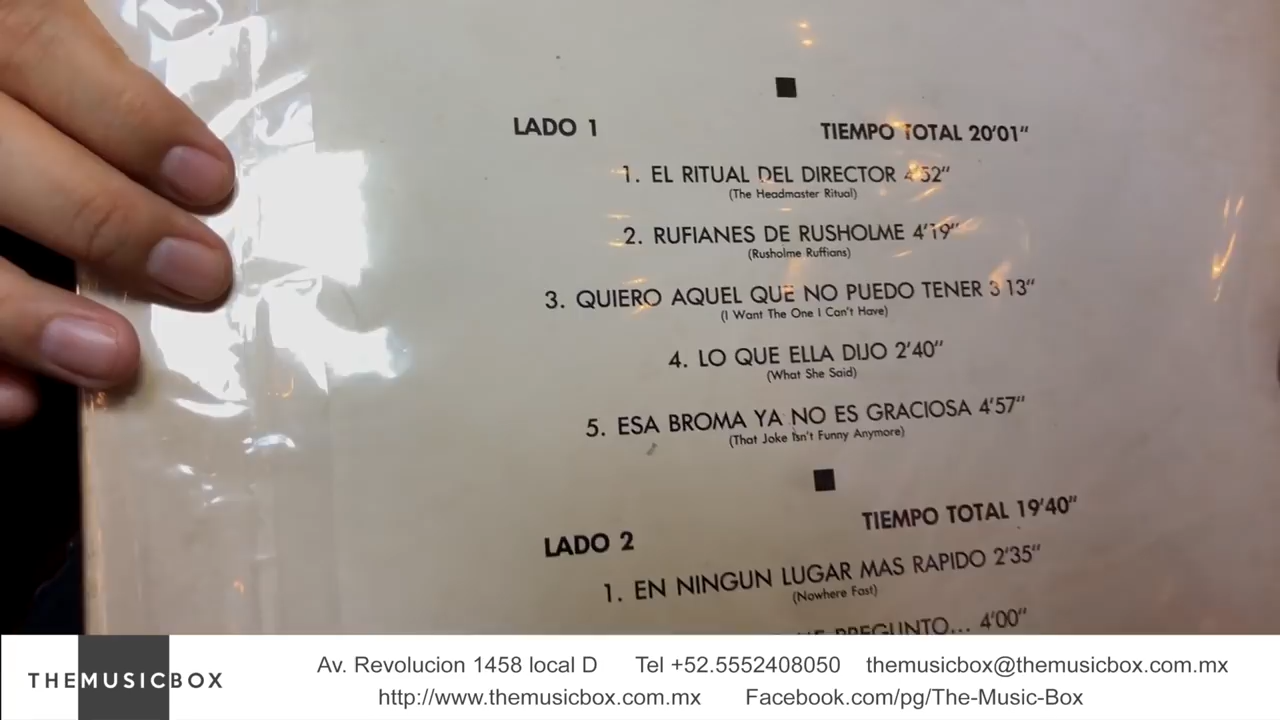 LADO 1 TIEMPO TOTAL 20'01"
1. EL RITUAL DEL DIRECTOR 4'52"
(The Headmaster Ritual)
2. RUFIANES DE RUSHOLME 4'19"
(Rusholme Ruffians)
3. QUIERO AQUEL QUE NO PUEDO TENER 3 13"
(I Want The One I Can't Have)
4. LO QUE ELLA DIJO 2'40"
(What She Said)
5. ESA BROMA YA NO ES GRACIOSA 4'57"
(That Joke Isn't Funny Anymore)
LADO 2 TIEMPO TOTAL 19'40"
1. EN NINGUN LUGAR MAS RAPIDO 2'35"
(Nowhere Fast)
PREGUNTO... 4'00"
THEMUSICBOX
Av. Revolucion 1458 local D Tel +52.5552408050 themusicbox@themusicbox.com.mx
http://www.themusicbox.com.mx Facebook.com/pg/The-Music-Box